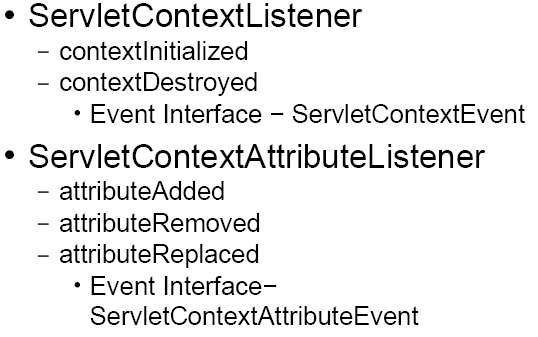 • ServletContextListener
– contextInitialized
– contextDestroyed
• Event Interface – ServletContextEvent
• ServletContextAttributeListener
– attributeAdded
– attributeRemoved
– attributeReplaced
• Event Interface–
ServletContextAttributeEvent